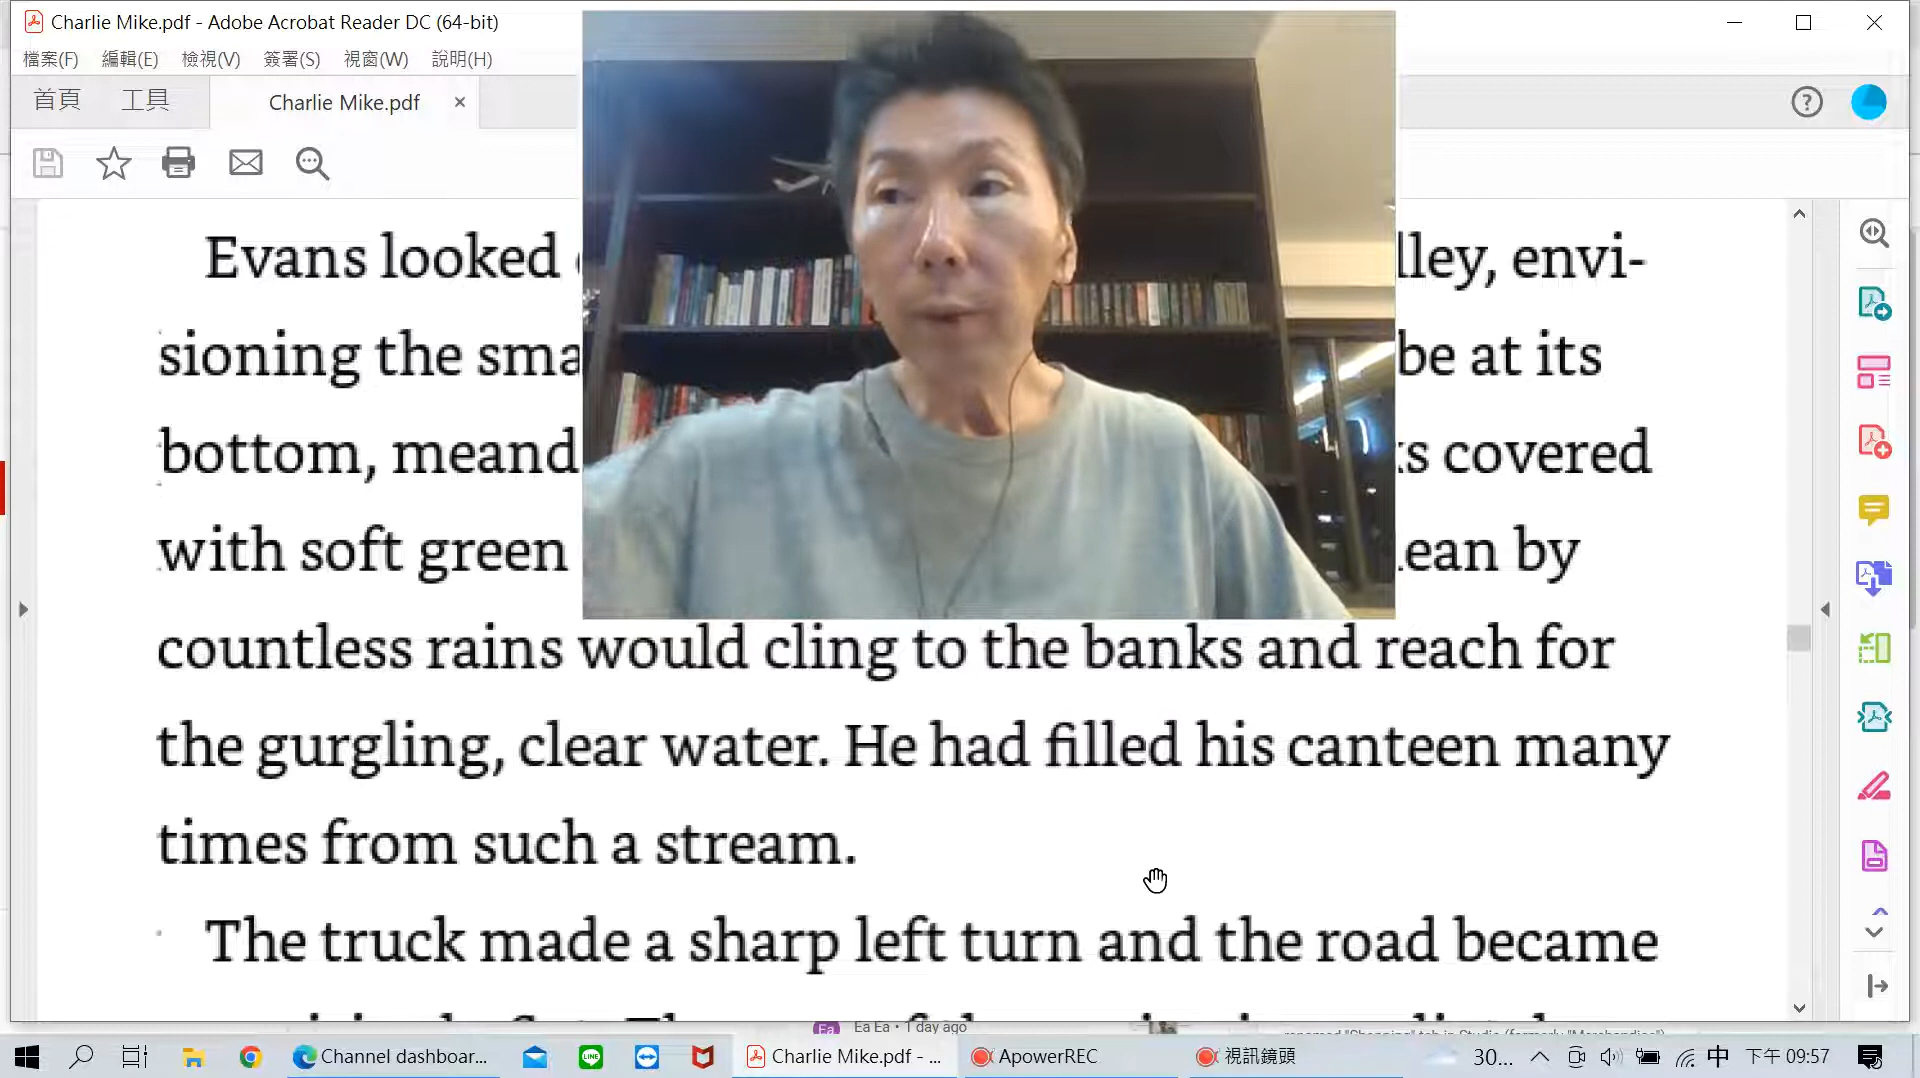 Charlie Mike.pdf - Adobe Acrobat Reader DC (64-bit)
檔案(F) 編輯(E) 檢視(V) 簽署(S) 視窗(W) 說明(H)
首頁 工具 Charlie Mike.pdf
Evans looked lley, envi-
sioning the sma be at its
bottom, meand s covered
with soft green ean by
countless rains would cling to the banks and reach for
the gurgling, clear water. He had filled his canteen many
times from such a stream.
The truck made a sharp left turn and the road became
Ea Ea • 1 day ago
Channel dashboar... Charlie Mike.pdf - ... ApowerREC 視訊鏡頭 30... 中 下午 09:57